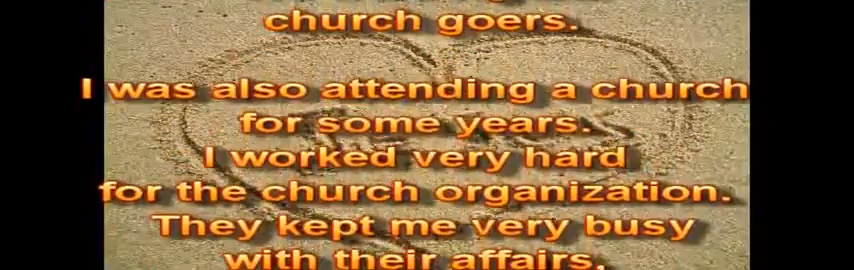 church goers.
I was also attending a church
for some years.
I worked very hard
for the church organization.
They kept me very busy
with their affairs,